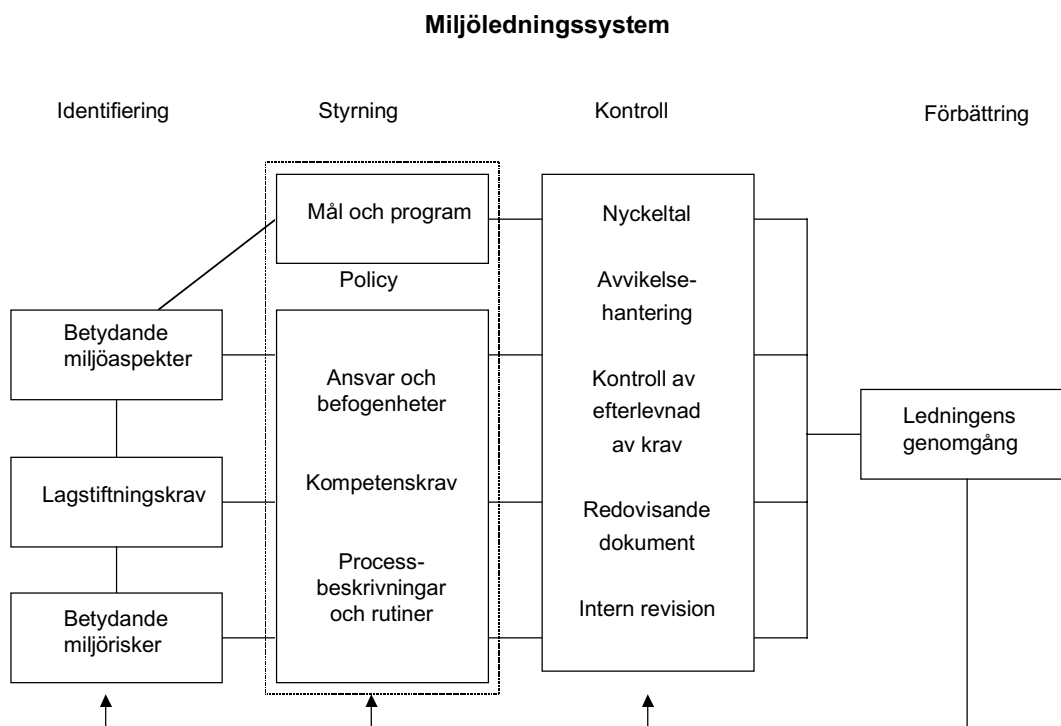 Miljöledningssystem
Identifiering
Styrning
Kontroll
Förbättring
Betydande
miljöaspekter
Lagstiftningskrav
Betydande
miljörisker
Mål och program
Policy
Ansvar och
befogenheter
Kompetenskrav
Process-
beskrivningar
och rutiner
Nyckeltal
Avvikelse-
hantering
Kontroll av
efterlevnad
av krav
Redovisande
dokument
Intern revision
Ledningens
genomgång